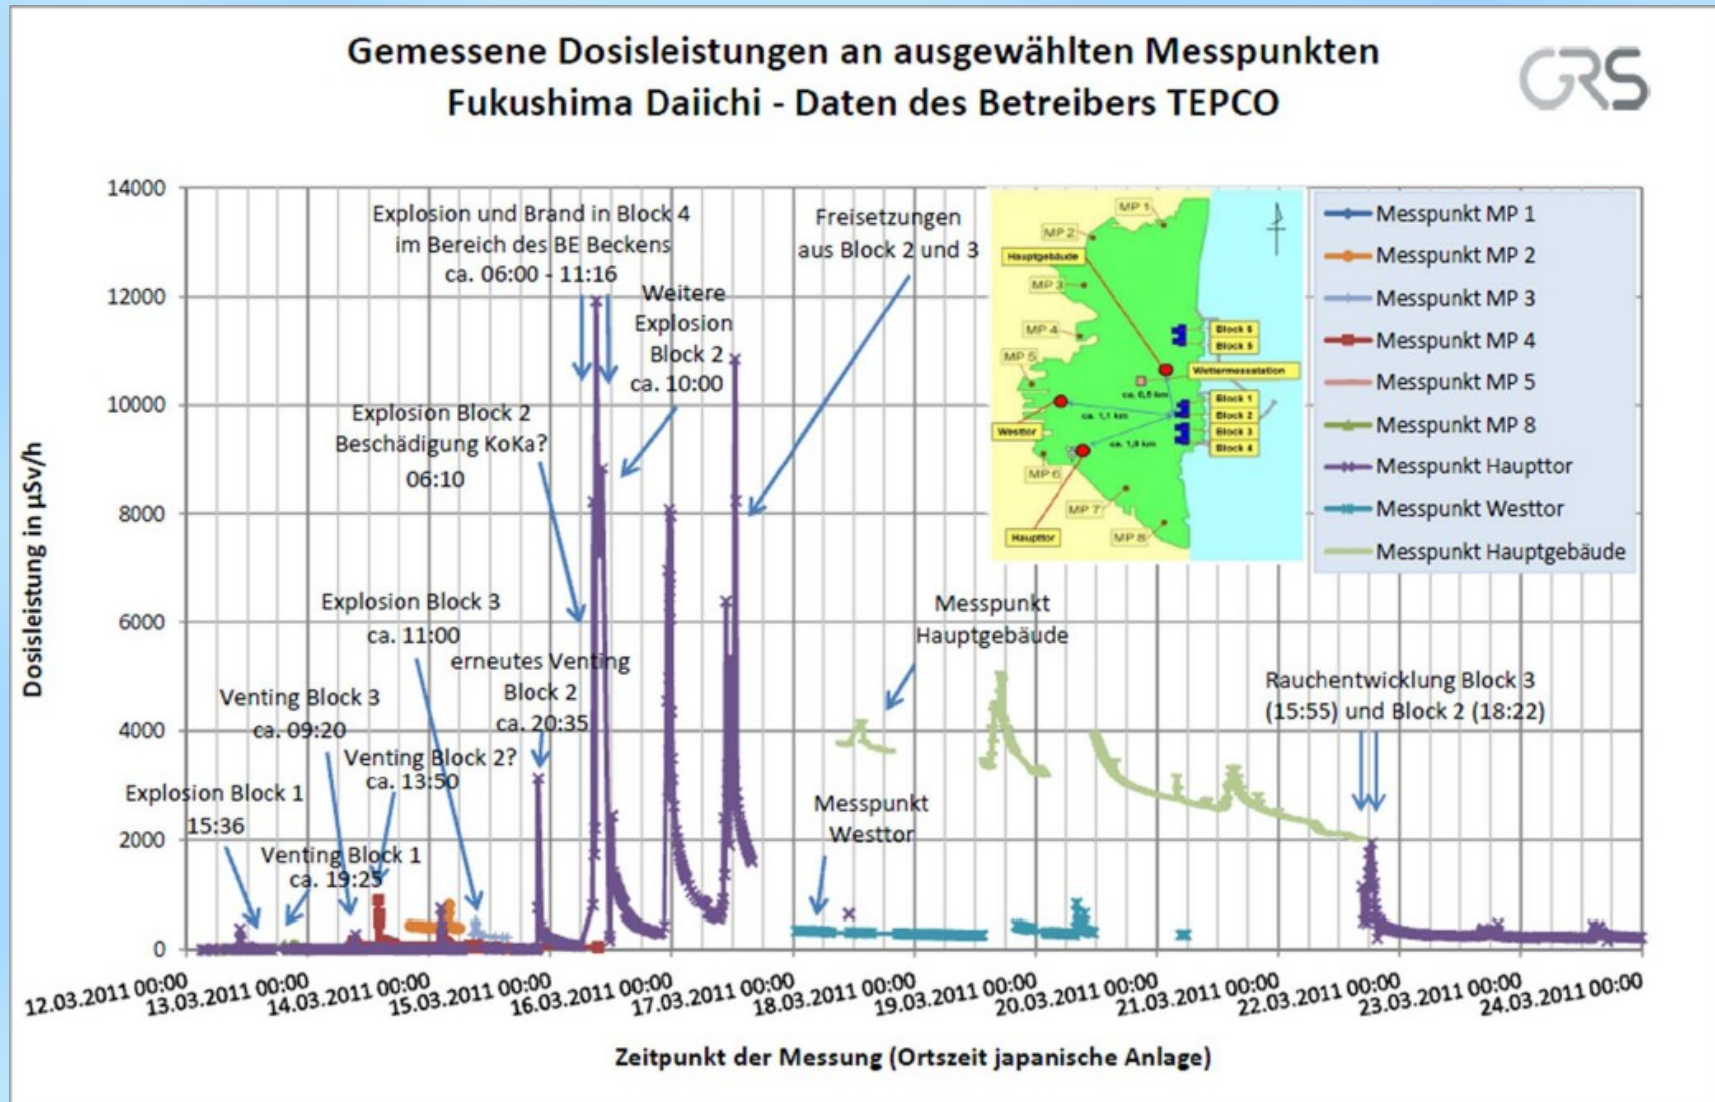 Gemessene Dosisleistungen an ausgewählten Messpunkten
Fukushima Daiichi - Daten des Betreibers TEPCO
GRS
Dosisleistung in µSv/h
14000
12000
10000
8000
6000
4000
2000
0
Explosion und Brand in Block 4
im Bereich des BE Beckens
ca. 06:00 - 11:16
Weitere
Explosion
Block 2
ca. 10:00
Freisetzungen
aus Block 2 und 3
Explosion Block 2
Beschädigung KoKa?
06:10
Explosion Block 3
ca. 11:00
erneutes Venting
Block 2
ca. 20:35
Venting Block 3
ca. 09:20
Venting Block 2?
ca. 13:50
Explosion Block 1
15:36
Venting Block 1
ca. 19:25
Messpunkt
Hauptgebäude
Messpunkt
Westtor
Rauchentwicklung Block 3
(15:55) und Block 2 (18:22)
MP 1
MP 2
Hauptgebäude
MP 3
MP 4
MP 5
Block 6
Block 5
Wettermessstation
ca. 0,5 km
Block 1
ca. 1,1 km
Block 2
Westtor
Block 3
ca. 1,0 km
Block 4
MP 6
MP 7
Haupttor
MP 8
Messpunkt MP 1
Messpunkt MP 2
Messpunkt MP 3
Messpunkt MP 4
Messpunkt MP 5
Messpunkt MP 8
Messpunkt Haupttor
Messpunkt Westtor
Messpunkt Hauptgebäude
12.03.2011 00:00
13.03.2011 00:00
14.03.2011 00:00
15.03.2011 00:00
16.03.2011 00:00
17.03.2011 00:00
18.03.2011 00:00
19.03.2011 00:00
20.03.2011 00:00
21.03.2011 00:00
22.03.2011 00:00
23.03.2011 00:00
24.03.2011 00:00
Zeitpunkt der Messung (Ortszeit japanische Anlage)